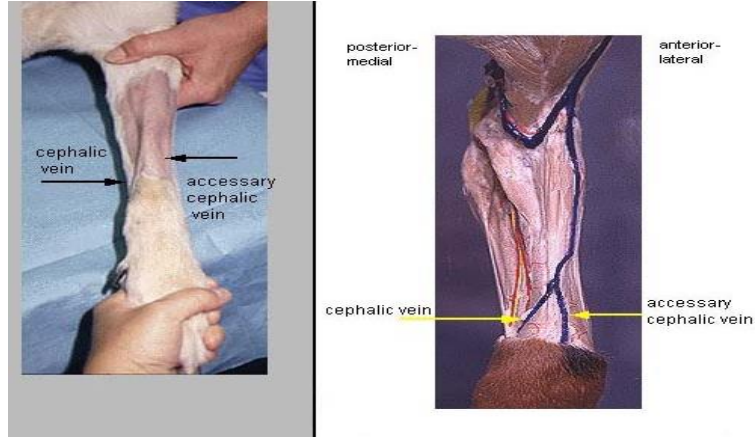 cephalic
vein
accessary
cephalic
vein
posterior-
medial
anterior-
lateral
cephalic vein
accessary
cephalic vein